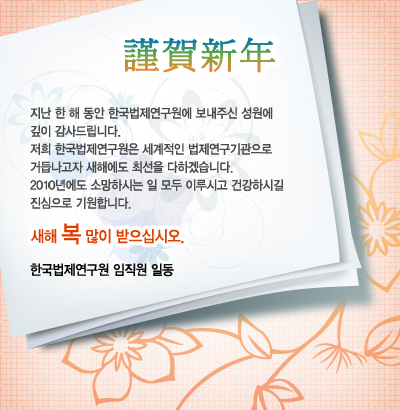 謹賀新年
지난 한 해 동안 한국법제연구원에 보내주신 성원에
깊이 감사드립니다.
저희 한국법제연구원은 세계적인 법제연구기관으로
거듭나고자 새해에도 최선을 다하겠습니다.
2010년에도 소망하시는 일 모두 이루시고 건강하시길
진심으로 기원합니다.
새해 복 많이 받으십시오.
한국법제연구원 임직원 일동